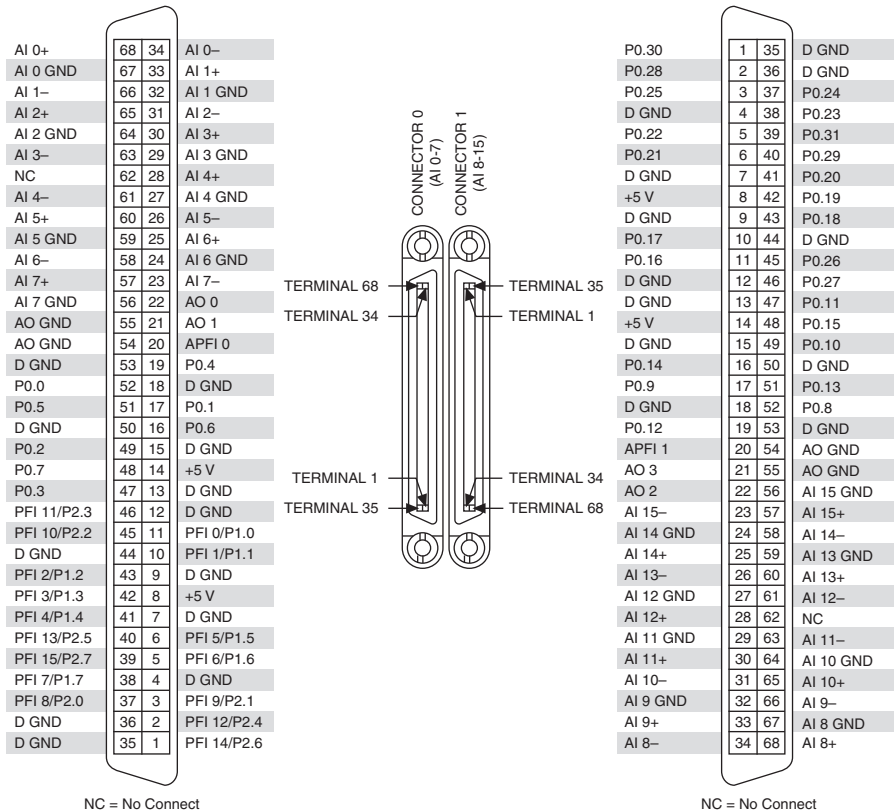 AI 0+ 68 34 AI 0–
AI 0 GND 67 33 AI 1+
AI 1– 66 32 AI 1 GND
AI 2+ 65 31 AI 2–
AI 2 GND 64 30 AI 3+
AI 3– 63 29 AI 3 GND
NC 62 28 AI 4+
AI 4– 61 27 AI 4 GND
AI 5+ 60 26 AI 5–
AI 5 GND 59 25 AI 6+
AI 6– 58 24 AI 6 GND
AI 7+ 57 23 AI 7–
AI 7 GND 56 22 AO 0
AO GND 55 21 AO 1
AO GND 54 20 APFI 0
D GND 53 19 P0.4
P0.0 52 18 D GND
P0.5 51 17 P0.1
D GND 50 16 P0.6
P0.2 49 15 D GND
P0.7 48 14 +5 V
P0.3 47 13 D GND
PFI 11/P2.3 46 12 D GND
PFI 10/P2.2 45 11 PFI 0/P1.0
D GND 44 10 PFI 1/P1.1
PFI 2/P1.2 43 9 D GND
PFI 3/P1.3 42 8 +5 V
PFI 4/P1.4 41 7 D GND
PFI 13/P2.5 40 6 PFI 5/P1.5
PFI 15/P2.7 39 5 PFI 6/P1.6
PFI 7/P1.7 38 4 D GND
PFI 8/P2.0 37 3 PFI 9/P2.1
D GND 36 2 PFI 12/P2.4
D GND 35 1 PFI 14/P2.6
NC = No Connect
CONNECTOR 0
(AI 0-7)
CONNECTOR 1
(AI 8-15)
TERMINAL 68
TERMINAL 35
TERMINAL 34
TERMINAL 1
TERMINAL 1
TERMINAL 34
TERMINAL 35
TERMINAL 68
P0.30 1 35 D GND
P0.28 2 36 D GND
P0.25 3 37 P0.24
D GND 4 38 P0.23
P0.22 5 39 P0.31
P0.21 6 40 P0.29
D GND 7 41 P0.20
+5 V 8 42 P0.19
D GND 9 43 P0.18
P0.17 10 44 D GND
P0.16 11 45 P0.26
D GND 12 46 P0.27
D GND 13 47 P0.11
+5 V 14 48 P0.15
D GND 15 49 P0.10
P0.14 16 50 D GND
P0.9 17 51 P0.13
D GND 18 52 P0.8
P0.12 19 53 D GND
APFI 1 20 54 AO GND
AO 3 21 55 AO GND
AO 2 22 56 AI 15 GND
AI 15– 23 57 AI 15+
AI 14 GND 24 58 AI 14–
AI 14+ 25 59 AI 13 GND
AI 13– 26 60 AI 13+
AI 12 GND 27 61 AI 12–
AI 12+ 28 62 NC
AI 11 GND 29 63 AI 11–
AI 11+ 30 64 AI 10 GND
AI 10– 31 65 AI 10+
AI 9 GND 32 66 AI 9–
AI 9+ 33 67 AI 8 GND
AI 8– 34 68 AI 8+
NC = No Connect